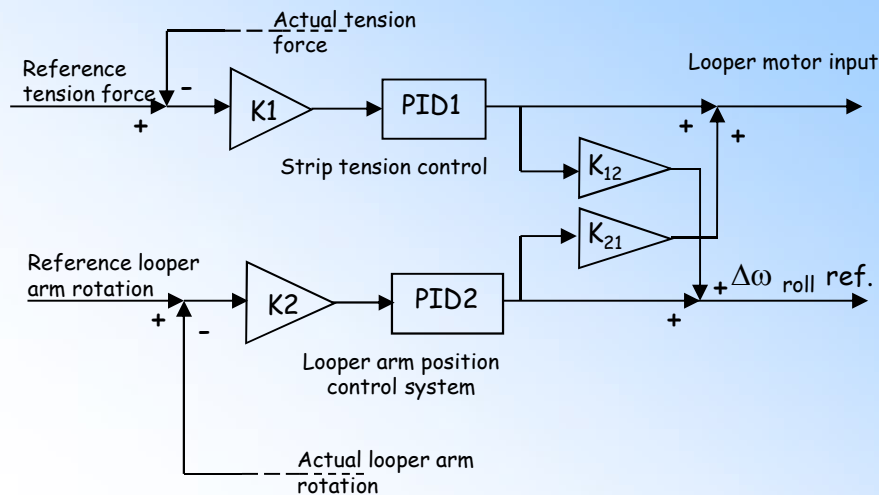 Actual tension
force
Reference
tension force
-
+
K1
PID1
Looper motor input
+
+
Strip tension control
K12
K21
Reference looper
arm rotation
+
-
K2
PID2
+
+
Δω roll ref.
Looper arm position
control system
Actual looper arm
rotation